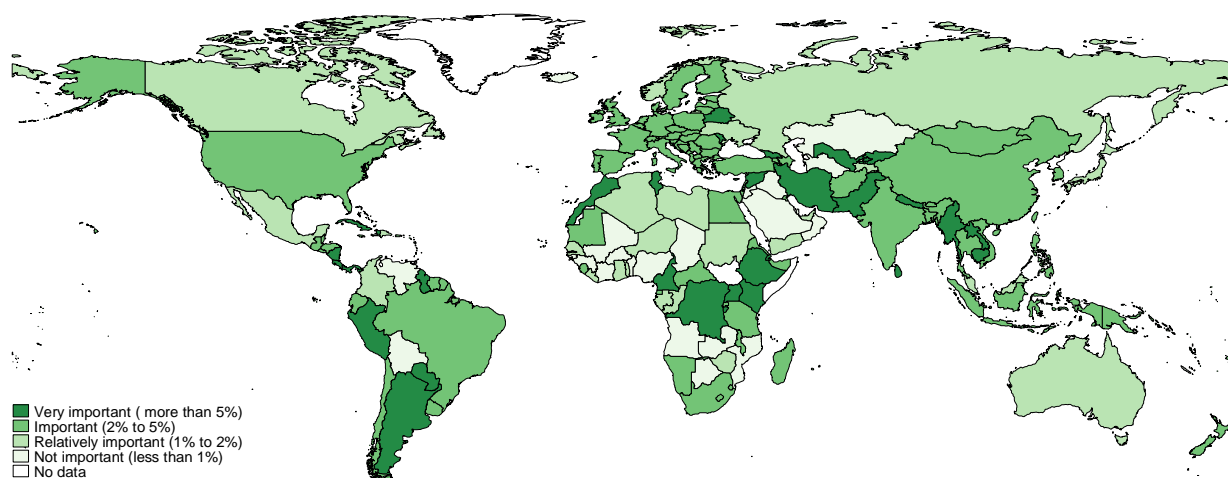 Very important ( more than 5%)
Important (2% to 5%)
Relatively important (1% to 2%)
Not important (less than 1%)
No data